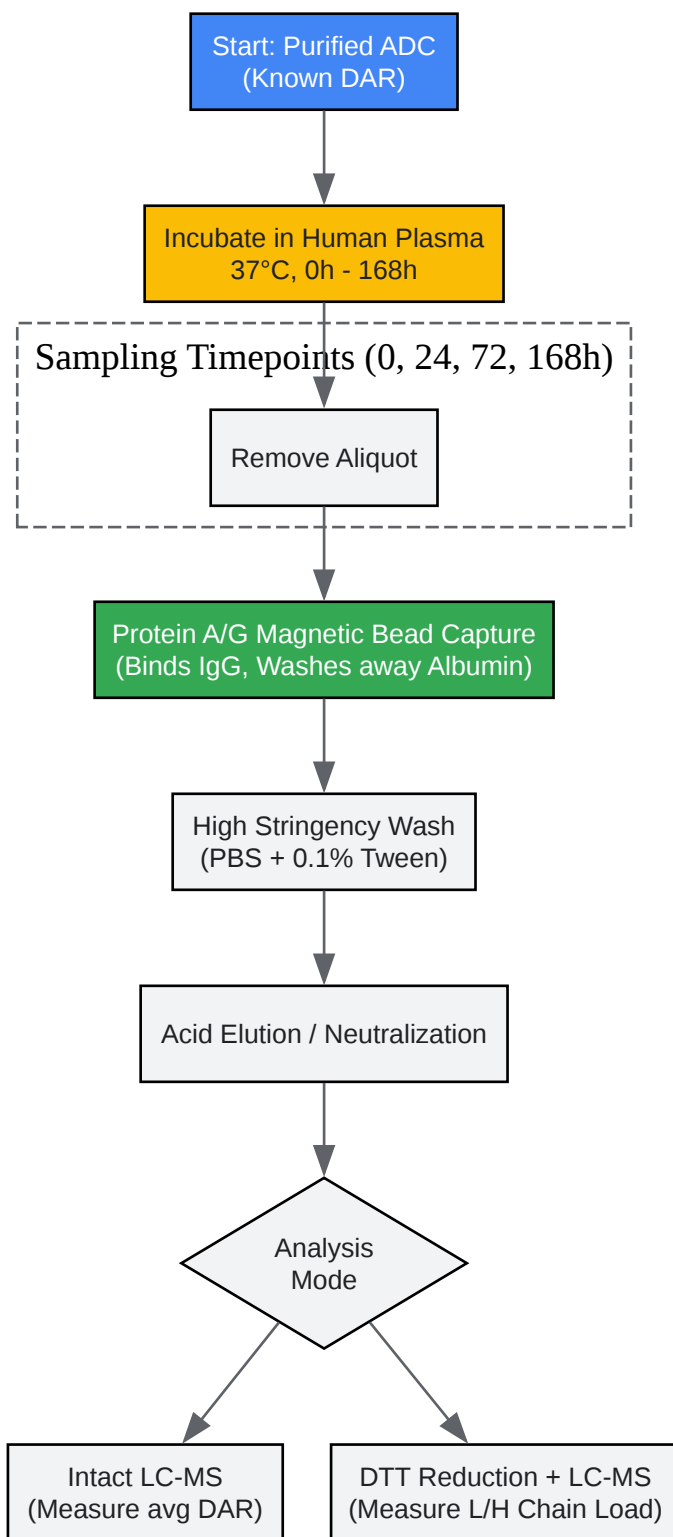 Start: Purified ADC
(Known DAR)
Incubate in Human Plasma
37°C, 0h - 168h
Sampling Timepoints (0, 24, 72, 168h)
Remove Aliquot
Protein A/G Magnetic Bead Capture
(Binds IgG, Washes away Albumin)
High Stringency Wash
(PBS + 0.1% Tween)
Acid Elution / Neutralization
Analysis
Mode
Intact LC-MS
(Measure avg DAR)
DTT Reduction + LC-MS
(Measure L/H Chain Load)